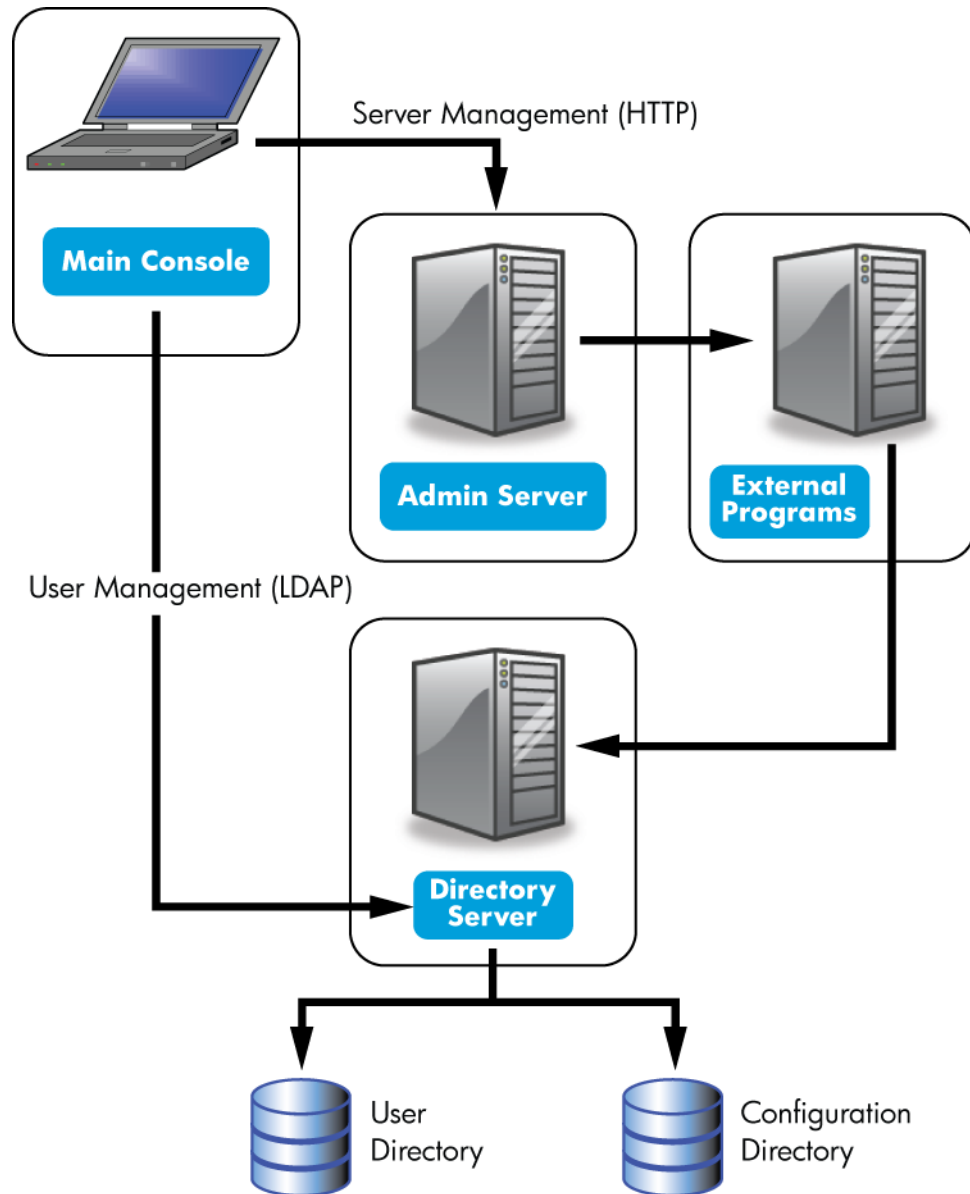 Server Management (HTTP)
Main Console
Admin Server
External
Programs
User Management (LDAP)
Directory
Server
User
Directory
Configuration
Directory